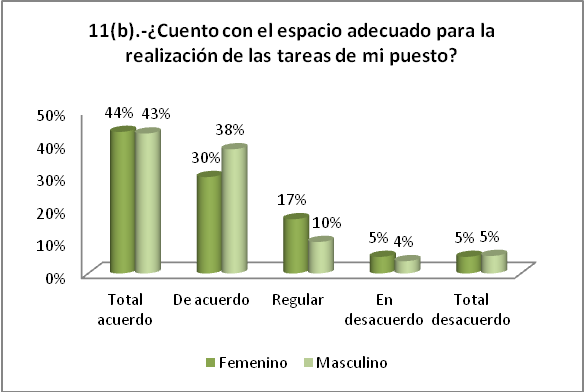 11(b).-¿Cuento con el espacio adecuado para la
realización de las tareas de mi puesto?
50%
40%
30%
20%
10%
0%
44%
43%
30%
38%
17%
10%
5%
4%
5%
5%
Total
acuerdo
De acuerdo
Regular
En
desacuerdo
Total
desacuerdo
Femenino
Masculino